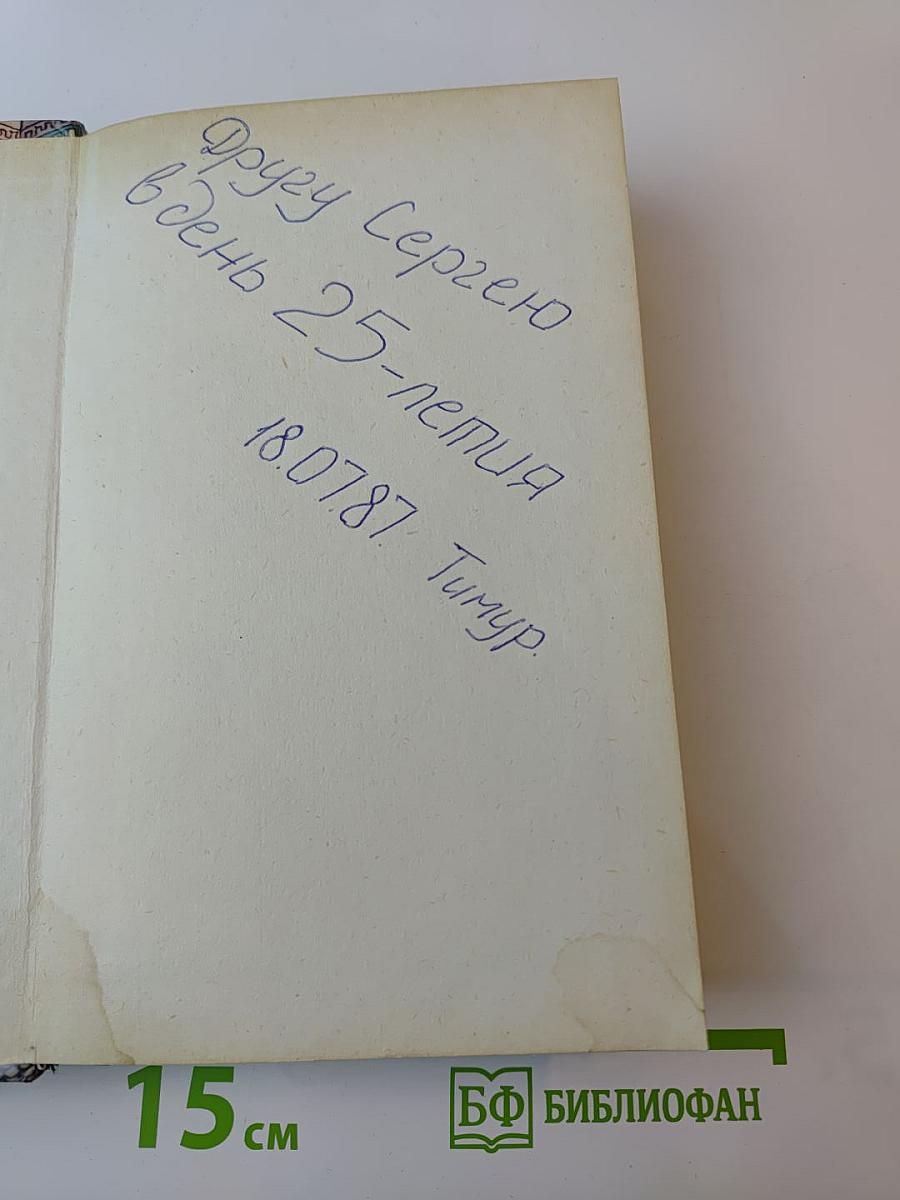 Другу Сергею
в день 25-летия
18.07.87. Тимур.
15 см
БФ БИБЛИОФАН